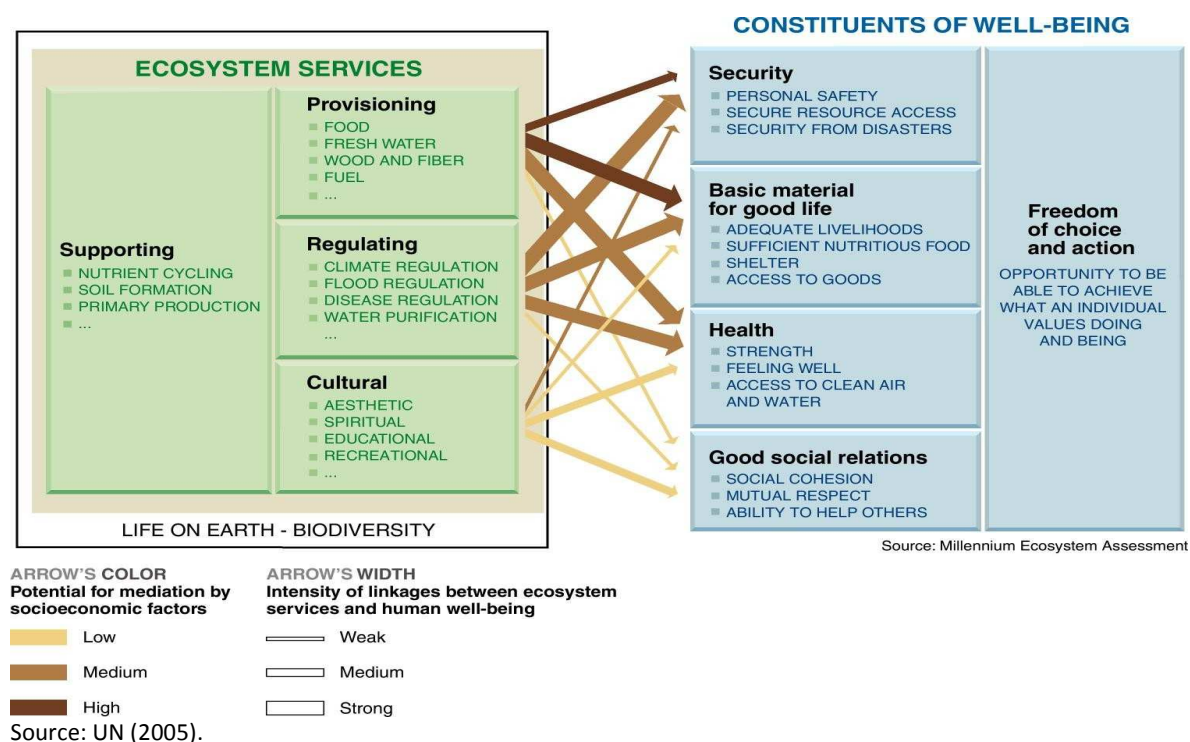 CONSTITUENTS OF WELL-BEING
ECOSYSTEM SERVICES
Supporting
NUTRIENT CYCLING
SOIL FORMATION
PRIMARY PRODUCTION
...
Provisioning
FOOD
FRESH WATER
WOOD AND FIBER
FUEL
...
Regulating
CLIMATE REGULATION
FLOOD REGULATION
DISEASE REGULATION
WATER PURIFICATION
...
Cultural
AESTHETIC
SPIRITUAL
EDUCATIONAL
RECREATIONAL
...
LIFE ON EARTH - BIODIVERSITY
Security
PERSONAL SAFETY
SECURE RESOURCE ACCESS
SECURITY FROM DISASTERS
Basic material
for good life
ADEQUATE LIVELIHOODS
SUFFICIENT NUTRITIOUS FOOD
SHELTER
ACCESS TO GOODS
Health
STRENGTH
FEELING WELL
ACCESS TO CLEAN AIR
AND WATER
Good social relations
SOCIAL COHESION
MUTUAL RESPECT
ABILITY TO HELP OTHERS
Freedom
of choice
and action
OPPORTUNITY TO BE
ABLE TO ACHIEVE
WHAT AN INDIVIDUAL
VALUES DOING
AND BEING
Source: Millennium Ecosystem Assessment
ARROW'S COLOR
Potential for mediation by
socioeconomic factors
Low
Medium
High
ARROW'S WIDTH
Intensity of linkages between ecosystem
services and human well-being
Weak
Medium
Strong
Source: UN (2005).